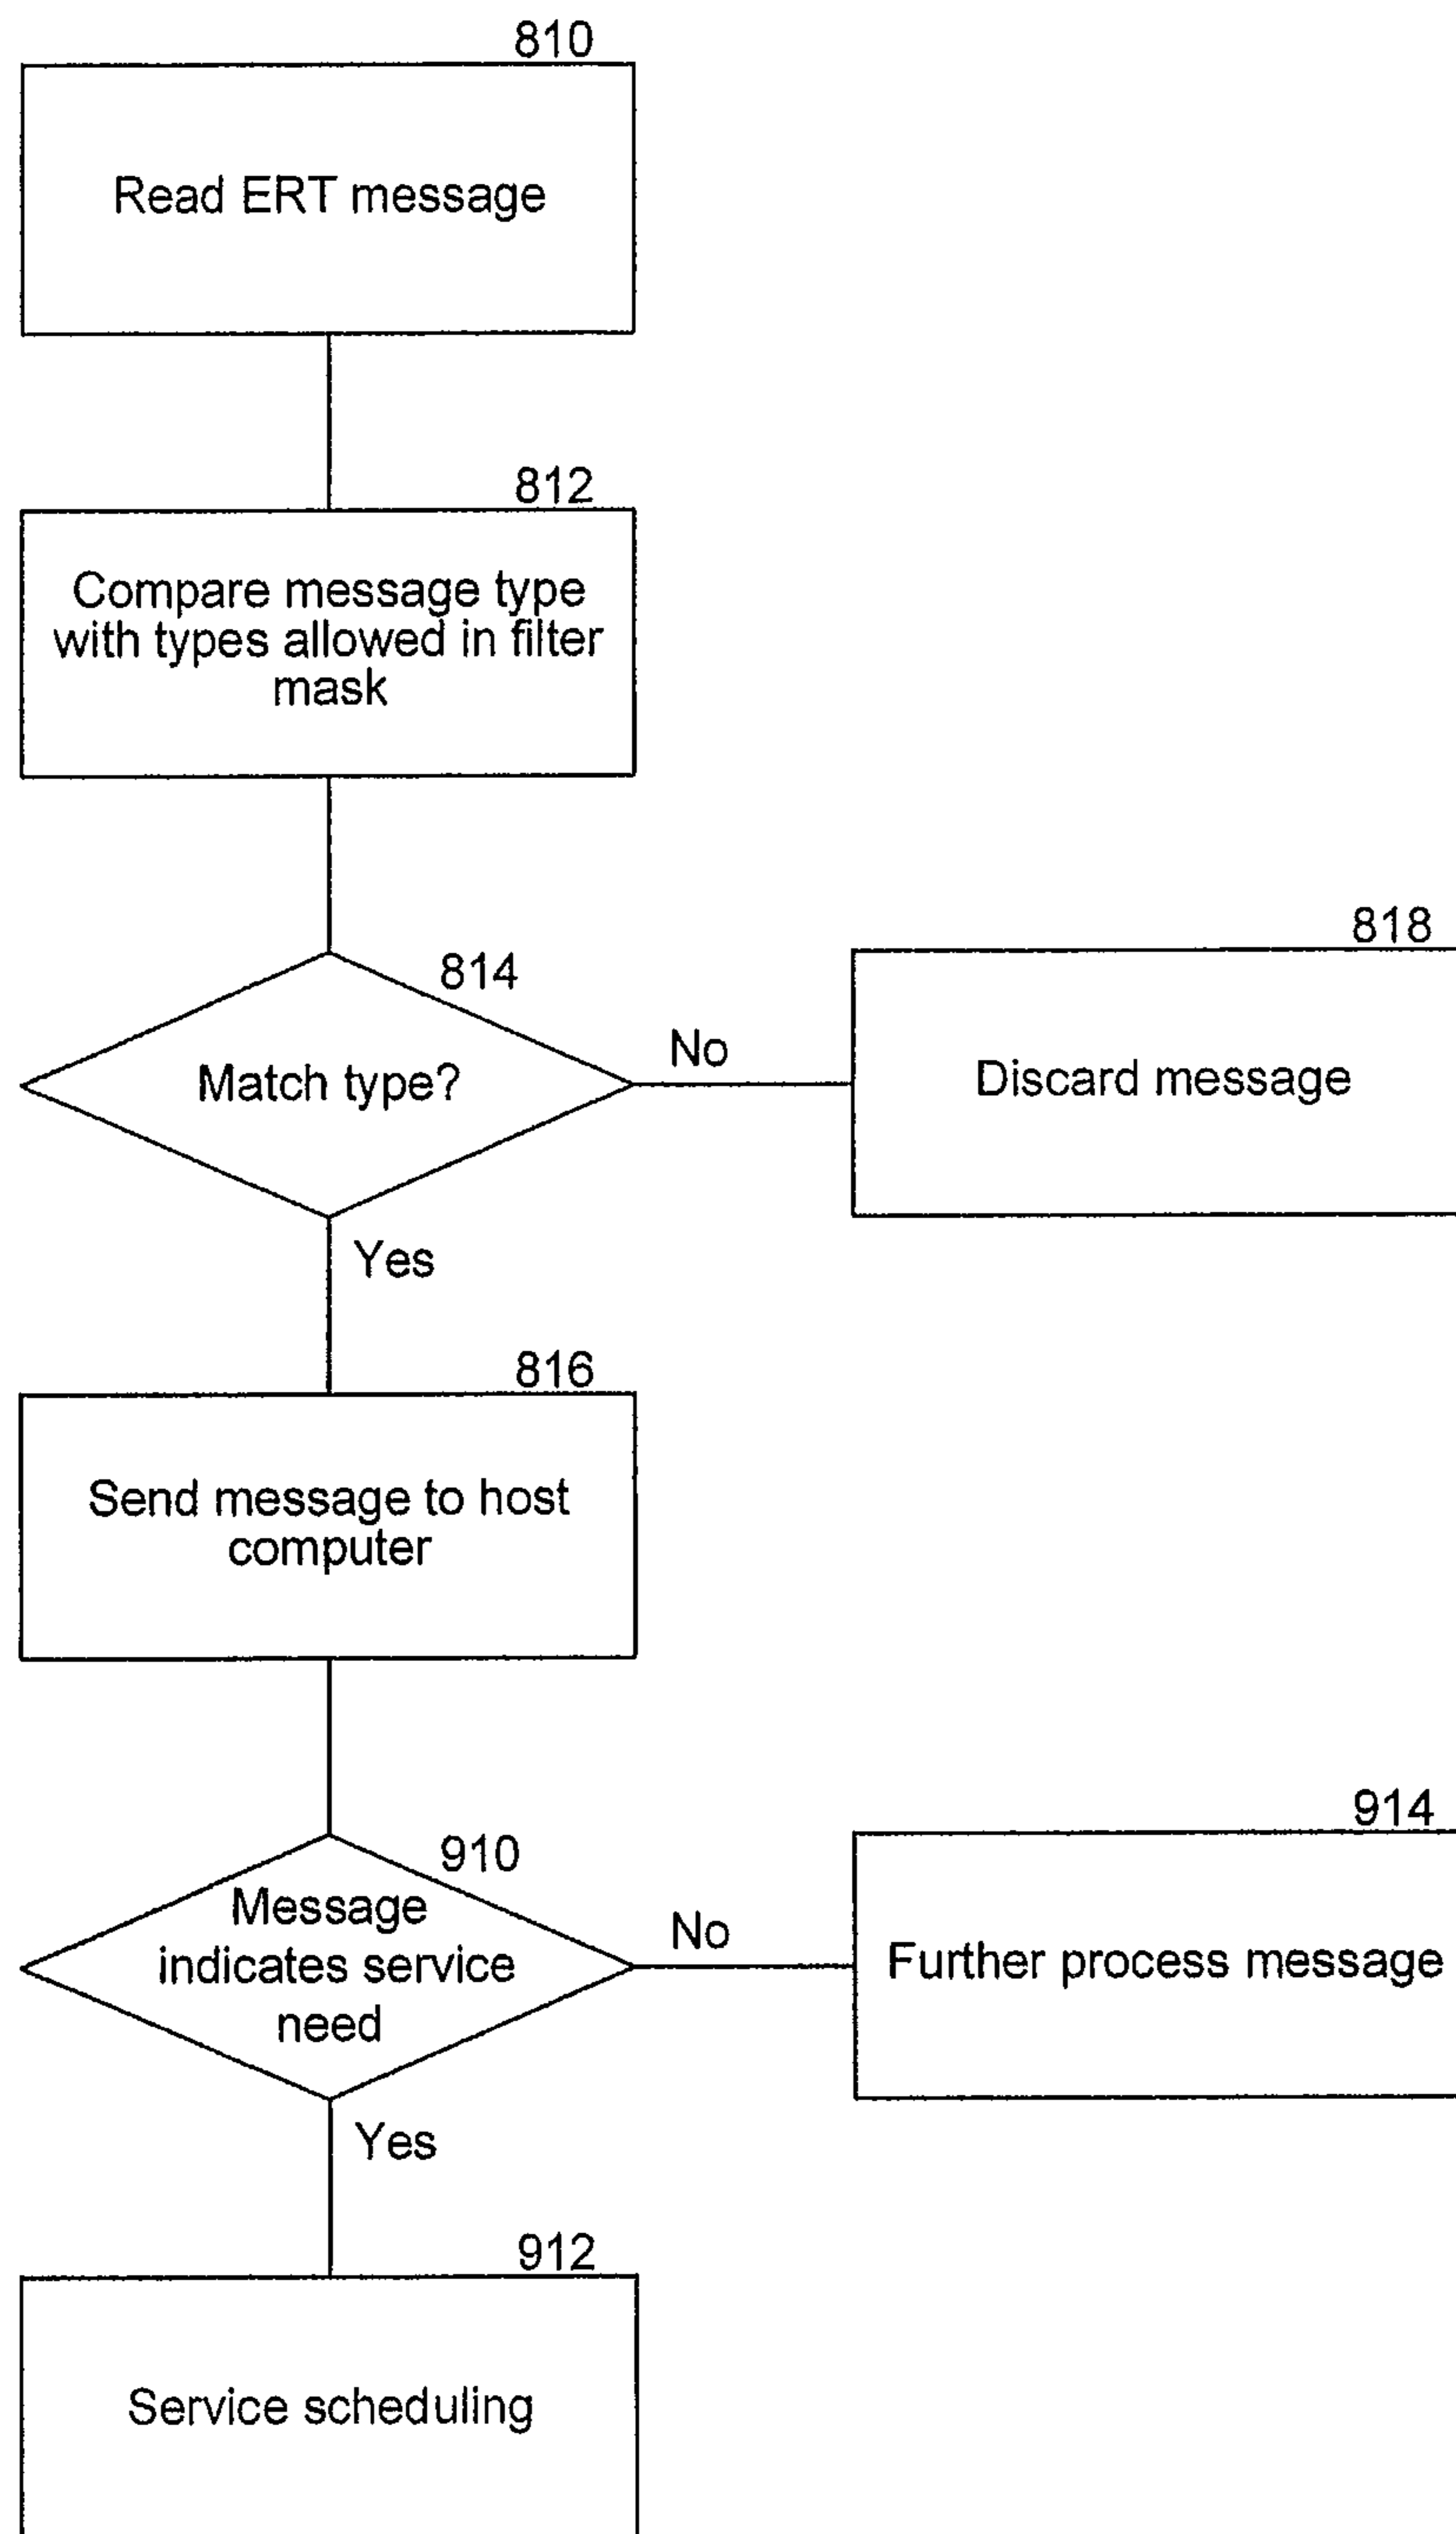 810
Read ERT message
812
Compare message type
with types allowed in filter
mask
814
Match type?
No
818
Discard message
Yes
816
Send message to host
computer
910
Message
indicates service
need
No
914
Further process message
Yes
912
Service scheduling